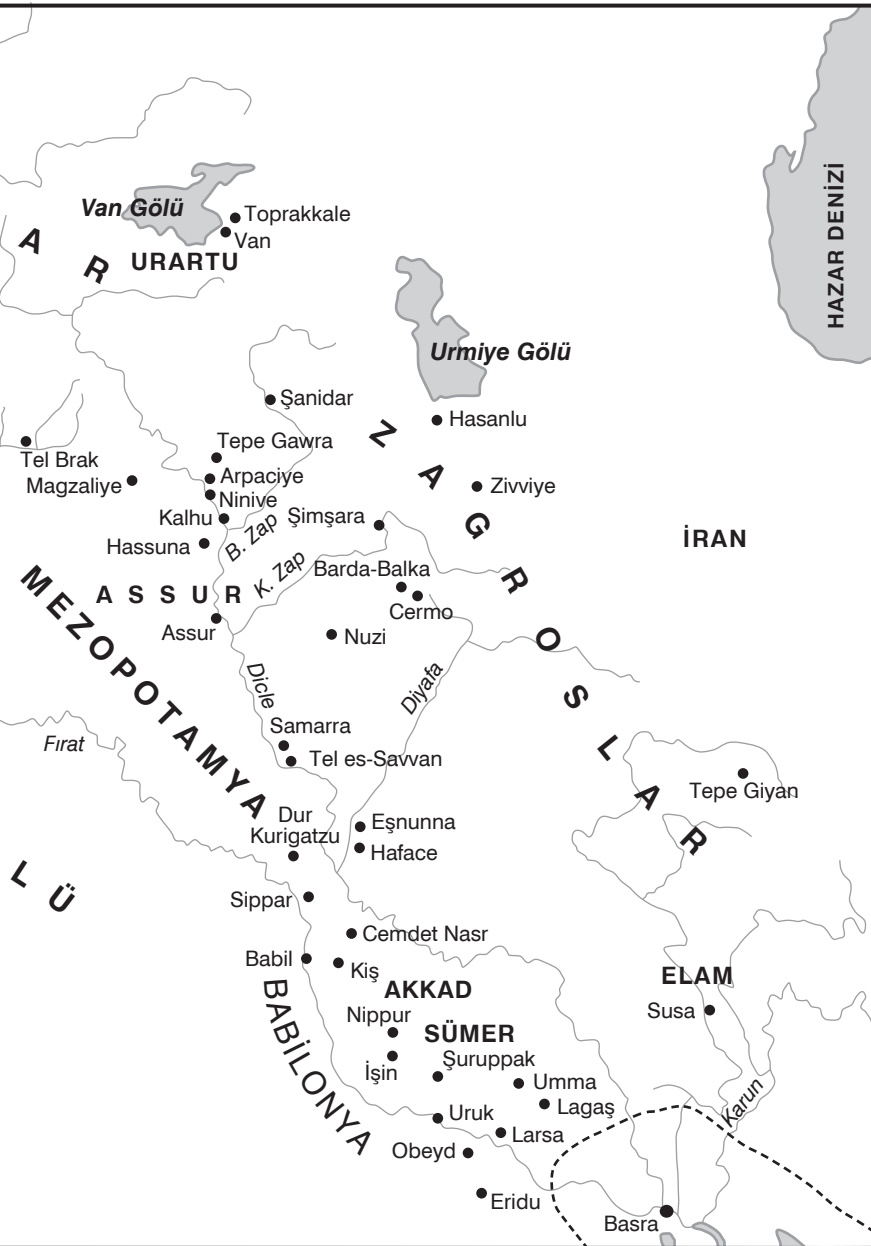 Van Gölü
Toprakkale
Van
URARTU
A R
HAZAR DENİZİ
Urmiye Gölü
Şanidar
Hasanlu
ZAGROSLAR
Tepe Gawra
Tel Brak
Arpaciye
Magzaliye
Zivviye
Ninive
Kalhu
Şimşara
B. Zap
Hassuna
İRAN
K. Zap
Barda-Balka
ASSUR
Cermo
MEZOPOTAMYA
Assur
Nuzi
Dicle
Diyafa
Samarra
Fırat
Tel es-Savvan
Tepe Giyan
Dur
Kurigatzu
Eşnunna
Haface
L Ü
Sippar
Cemdet Nasr
Babil
Kiş
ELAM
AKKAD
BABİLONYA
Susa
Nippur
SÜMER
Şuruppak
İşin
Umma
Lagaş
Karun
Uruk
Larsa
Obeyd
Eridu
Basra